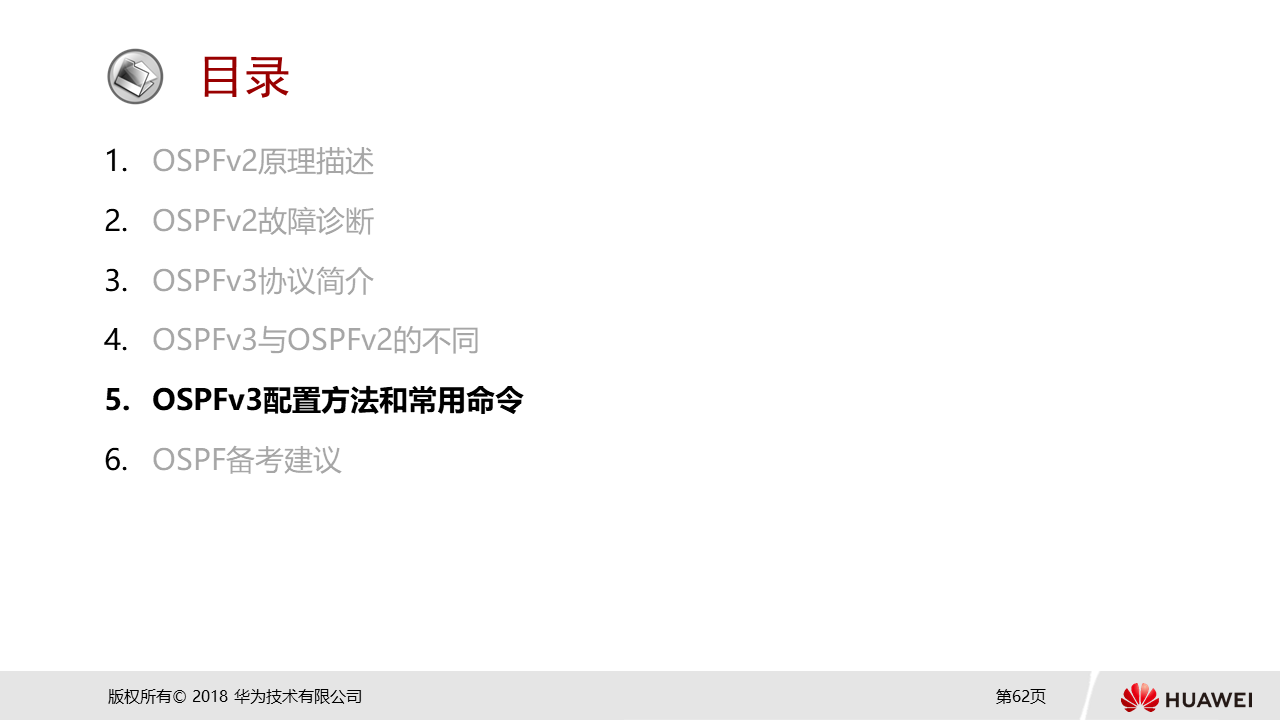 目录
1. OSPFv2原理描述
2. OSPFv2故障诊断
3. OSPFv3协议简介
4. OSPFv3与OSPFv2的不同
5. OSPFv3配置方法和常用命令
6. OSPF备考建议
版权所有© 2018 华为技术有限公司
第62页
HUAWEI